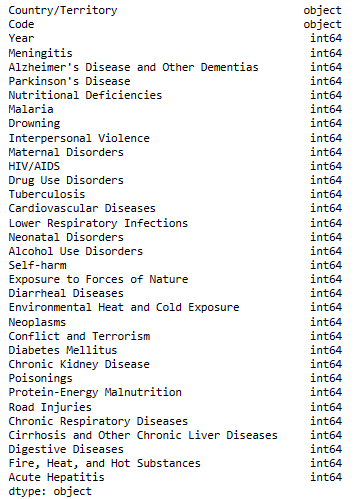 Country/Territory object
Code object
Year int64
Meningitis int64
Alzheimer's Disease and Other Dementias int64
Parkinson's Disease int64
Nutritional Deficiencies int64
Malaria int64
Drowning int64
Interpersonal Violence int64
Maternal Disorders int64
HIV/AIDS int64
Drug Use Disorders int64
Tuberculosis int64
Cardiovascular Diseases int64
Lower Respiratory Infections int64
Neonatal Disorders int64
Alcohol Use Disorders int64
Self-harm int64
Exposure to Forces of Nature int64
Diarrheal Diseases int64
Environmental Heat and Cold Exposure int64
Neoplasms int64
Conflict and Terrorism int64
Diabetes Mellitus int64
Chronic Kidney Disease int64
Poisonings int64
Protein-Energy Malnutrition int64
Road Injuries int64
Chronic Respiratory Diseases int64
Cirrhosis and Other Chronic Liver Diseases int64
Digestive Diseases int64
Fire, Heat, and Hot Substances int64
Acute Hepatitis int64
dtype: object